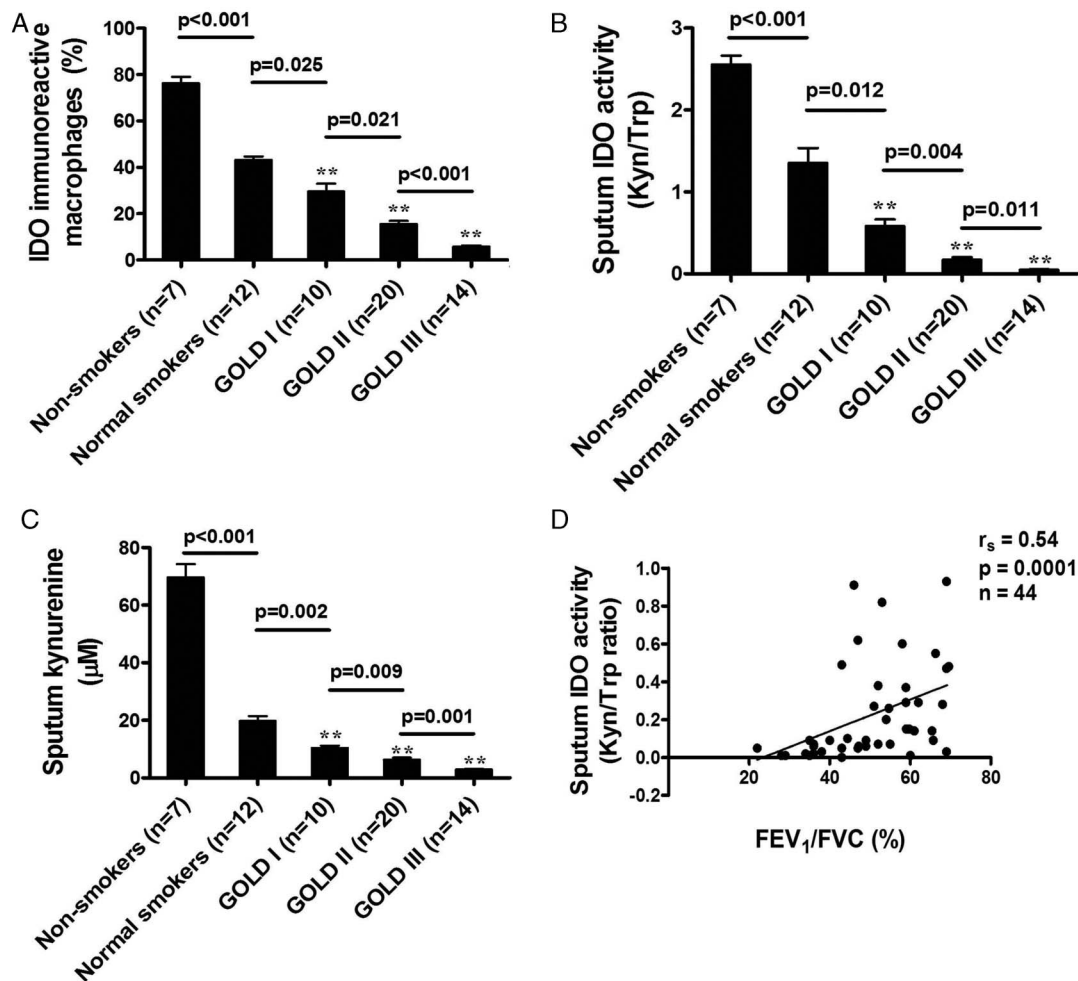 A
IDO immunoreactive
macrophages (%)
100
80
60
40
20
0
p<0.001
p=0.025
p=0.021
p<0.001
**
**
**
Non-smokers (n=7)
Normal smokers (n=12)
GOLD I (n=10)
GOLD II (n=20)
GOLD III (n=14)
B
Sputum IDO activity
(Kyn/Trp)
3
2
1
0
p<0.001
p=0.012
p=0.004
p=0.011
**
**
**
Non-smokers (n=7)
Normal smokers (n=12)
GOLD I (n=10)
GOLD II (n=20)
GOLD III (n=14)
C
Sputum kynurenine
(µM)
80
60
40
20
0
p<0.001
p=0.002
p=0.009
p=0.001
**
**
**
Non-smokers (n=7)
Normal smokers (n=12)
GOLD I (n=10)
GOLD II (n=20)
GOLD III (n=14)
D
rs = 0.54
p = 0.0001
n = 44
Sputum IDO activity
(Kyn/Trp ratio)
1.0
0.8
0.6
0.4
0.2
0.0
-0.2
20
40
60
80
FEV1/FVC (%)